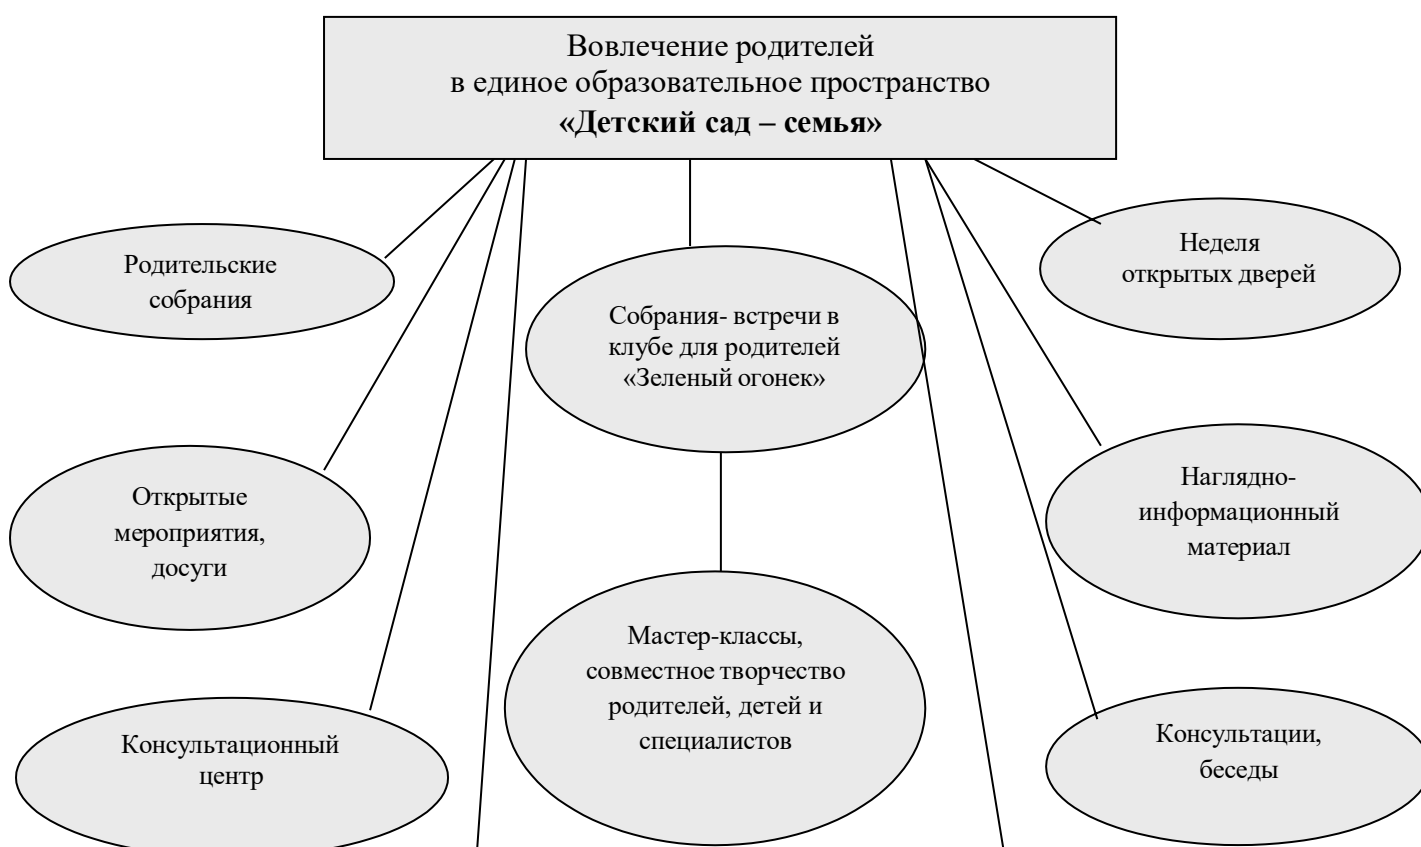 Вовлечение родителей
в единое образовательное пространство
«Детский сад – семья»
Родительские
собрания
Собрания- встречи в
клубе для родителей
«Зеленый огонек»
Неделя
открытых дверей
Открытые
мероприятия,
досуги
Наглядно-
информационный
материал
Мастер-классы,
совместное творчество
родителей, детей и
специалистов
Консультационный
центр
Консультации,
беседы